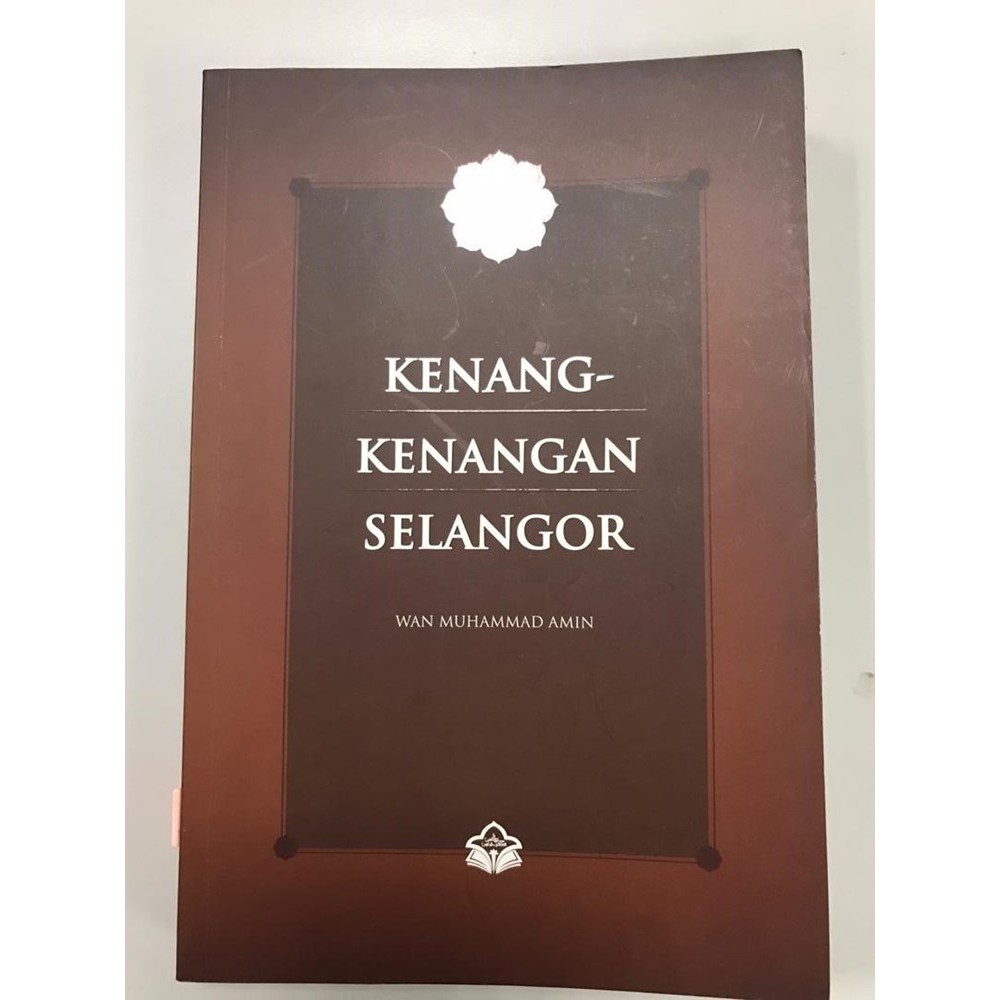 KENANG-
KENANGAN
SELANGOR
WAN MUHAMMAD AMIN